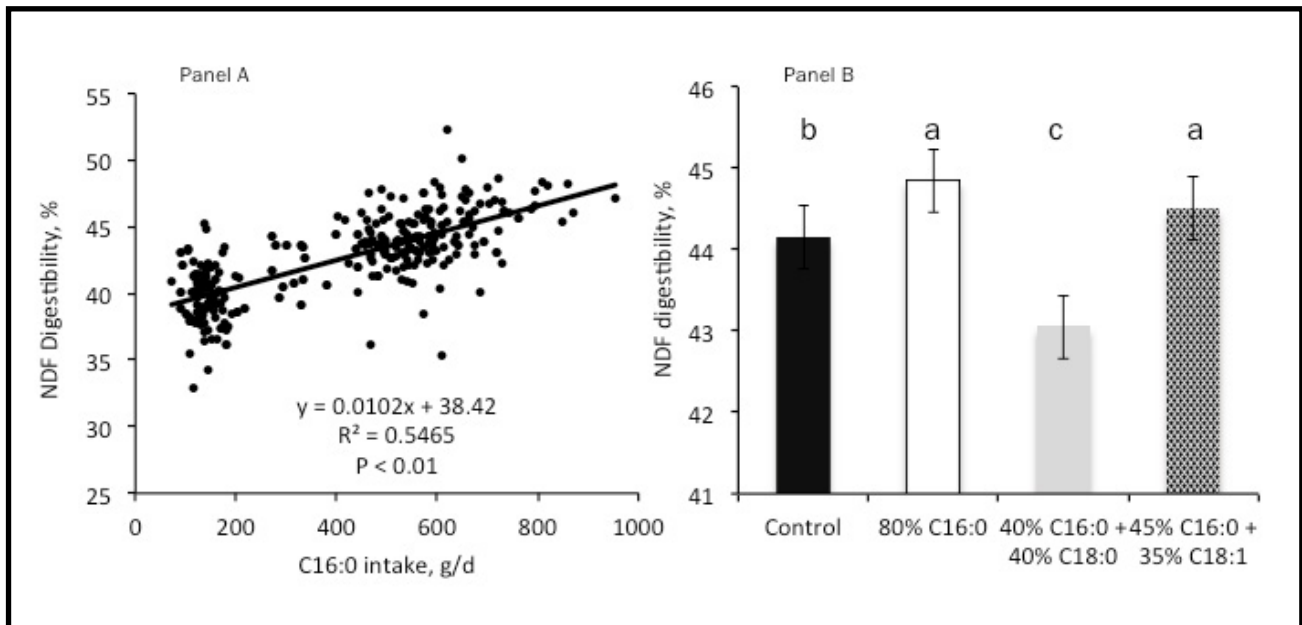 Panel A
55
50
45
40
35
30
25
NDF Digestibility, %
y = 0.0102x + 38.42
R² = 0.5465
P < 0.01
0 200 400 600 800 1000
C16:0 intake, g/d
Panel B
46
45
44
43
42
41
NDF digestibility, %
b a c a
Control 80% C16:0 40% C16:0 + 45% C16:0 +
40% C18:0 35% C18:1